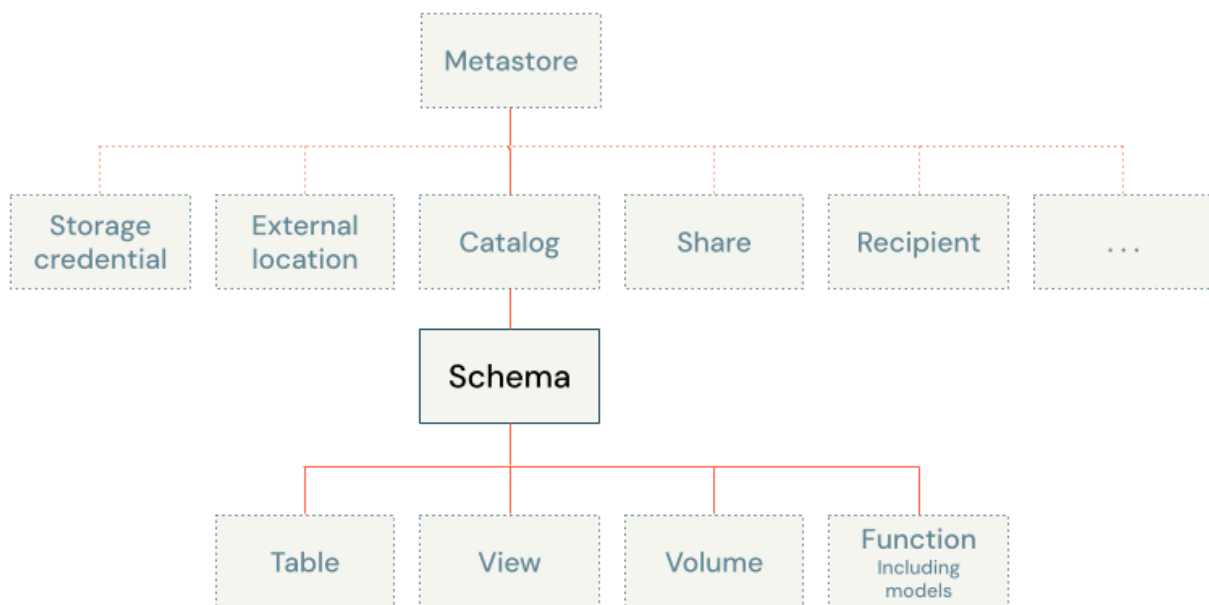 Metastore
Storage
credential
External
location
Catalog
Share
Recipient
...
Schema
Table
View
Volume
Function
Including
models